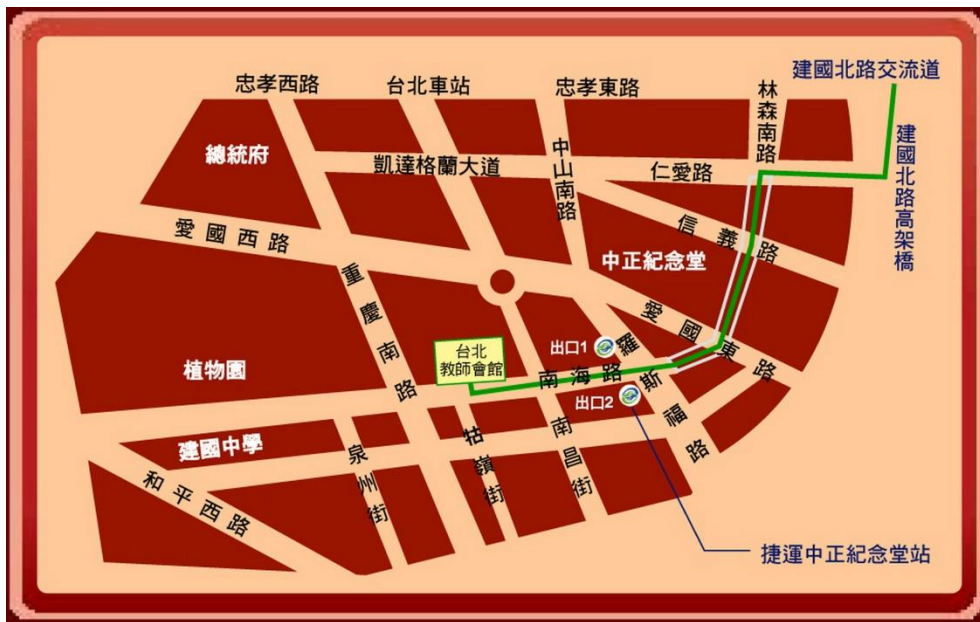 建國北路交流道
忠孝西路
台北車站
忠孝東路
林森南路
建國北路高架橋
總統府
凱達格蘭大道
中山南路
仁愛路
愛國西路
信義路
中正紀念堂
重慶南路
愛國東路
台北
教師會館
出口1
羅斯福路
植物園
南海路
出口2
建國中學
泉州街
牯嶺街
南昌街
和平西路
捷運中正紀念堂站